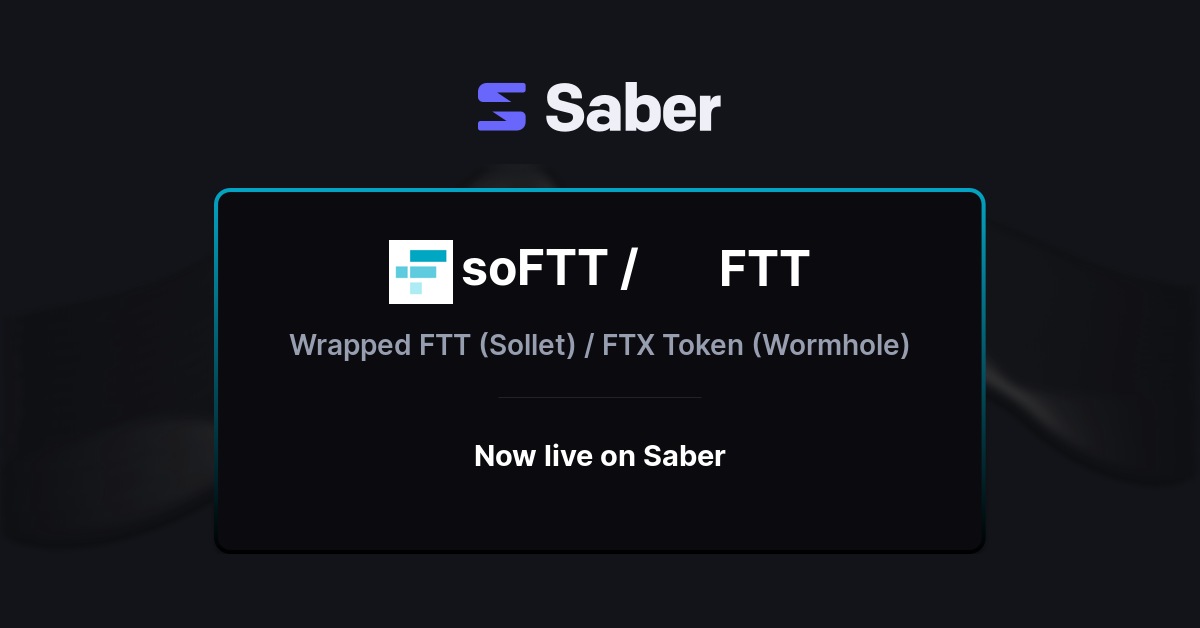 Saber
soFTT / FTT
Wrapped FTT (Sollet) / FTX Token (Wormhole)
Now live on Saber